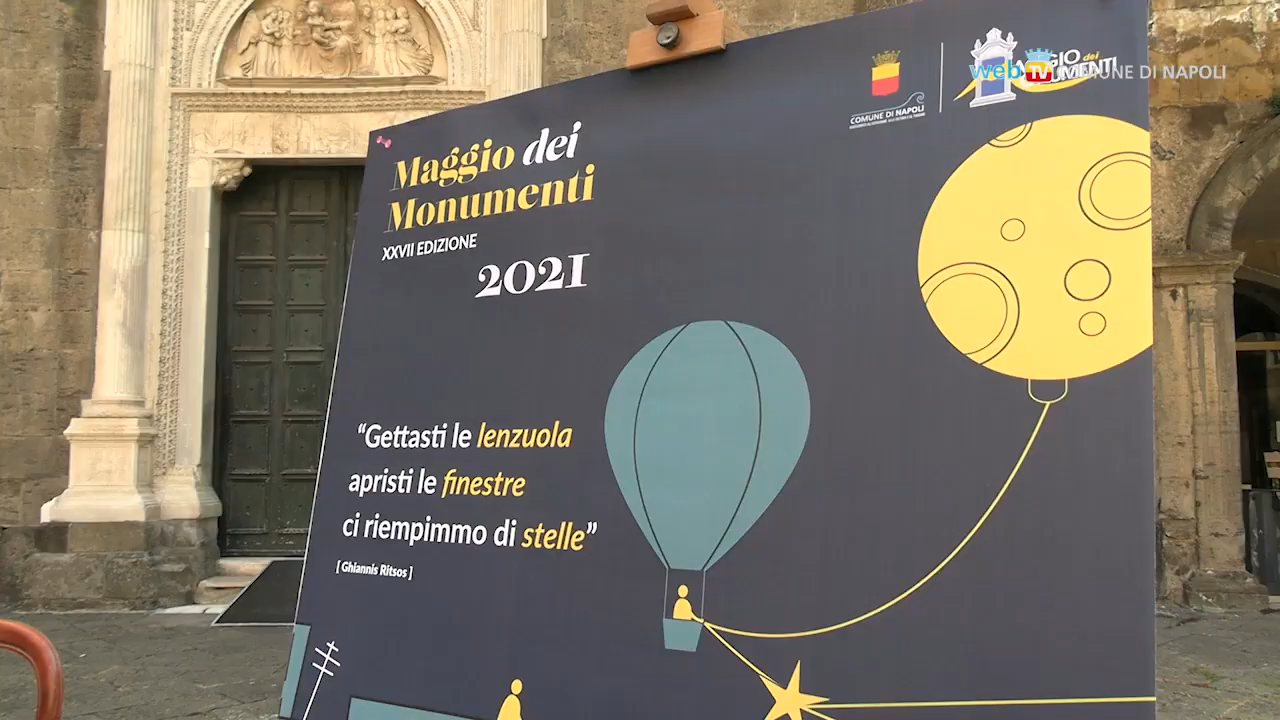 Maggio dei
Monumenti
XXVII EDIZIONE
2021
“Gettasti le lenzuola
apristi le finestre
ci riempimmo di stelle”
[ Ghiannis Ritsos ]
COMUNE DI NAPOLI
web TV COMUNE DI NAPOLI